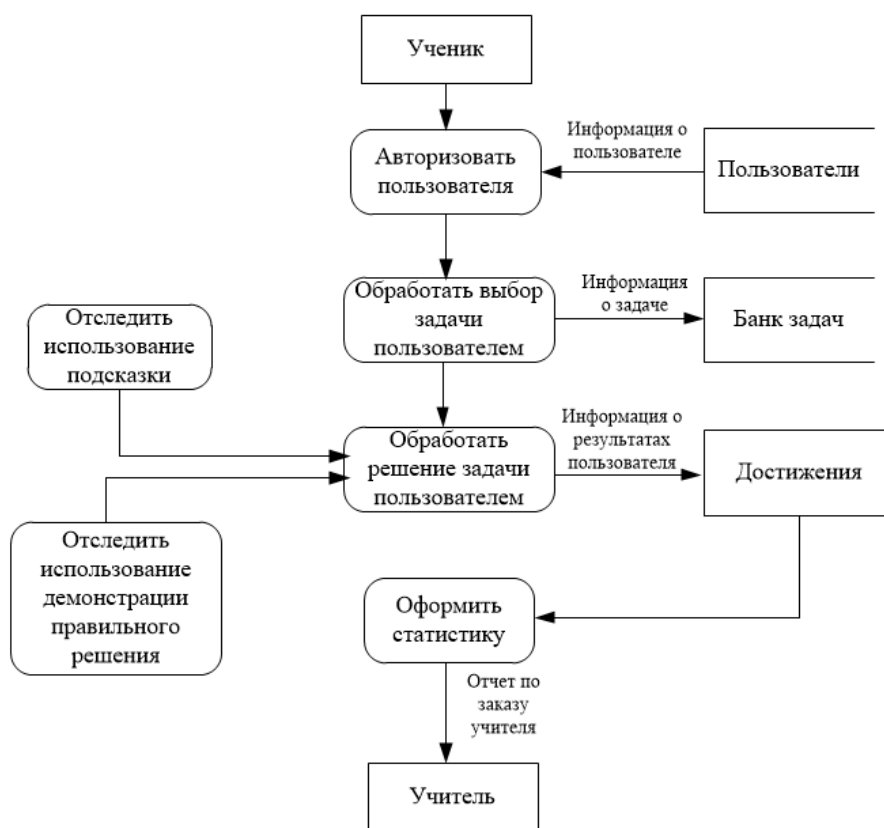 Ученик
Информация о
пользователе
Авторизовать
пользователя
Пользователи
Обработать выбор
задачи
пользователем
Информация
о задаче
Банк задач
Отследить
использование
подсказки
Обработать
решение задачи
пользователем
Информация о
результатах
пользователя
Достижения
Отследить
использование
демонстрации
правильного
решения
Оформить
статистику
Отчет по
заказу
учителя
Учитель